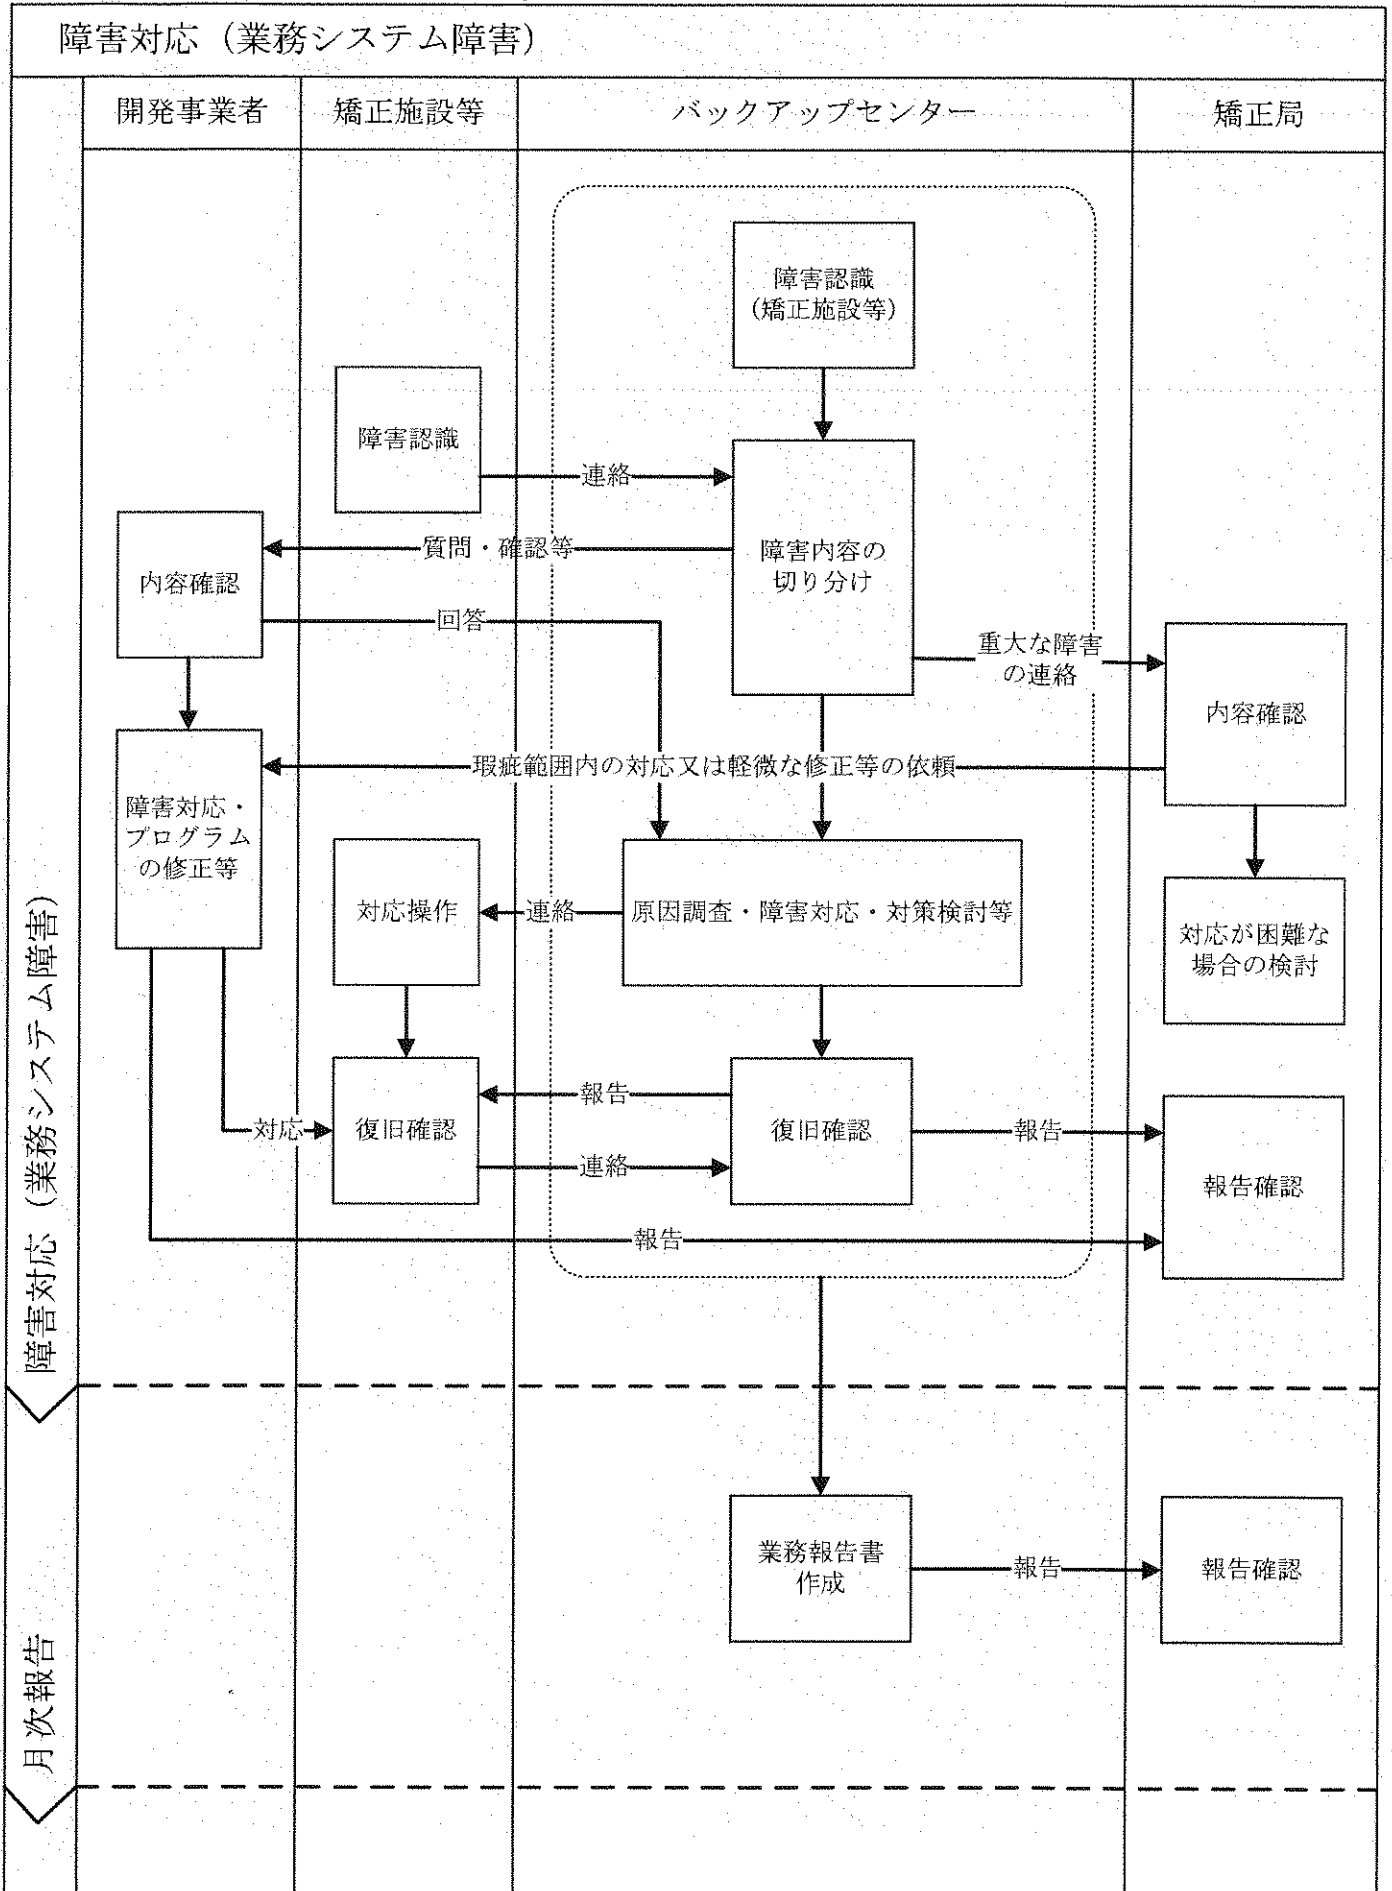 障害対応（業務システム障害）
開発事業者
矯正施設等
バックアップセンター
矯正局
障害認識
（矯正施設等）
障害認識
連絡
質問・確認等
障害内容の
切り分け
内容確認
回答
重大な障害
の連絡
内容確認
瑕疵範囲内の対応又は軽微な修正等の依頼
障害対応・
プログラム
の修正等
対応操作
連絡
原因調査・障害対応・対策検討等
対応が困難な
場合の検討
対応
復旧確認
報告
連絡
復旧確認
報告
報告確認
報告
障害対応（業務システム障害）
業務報告書
作成
報告
報告確認
月次報告